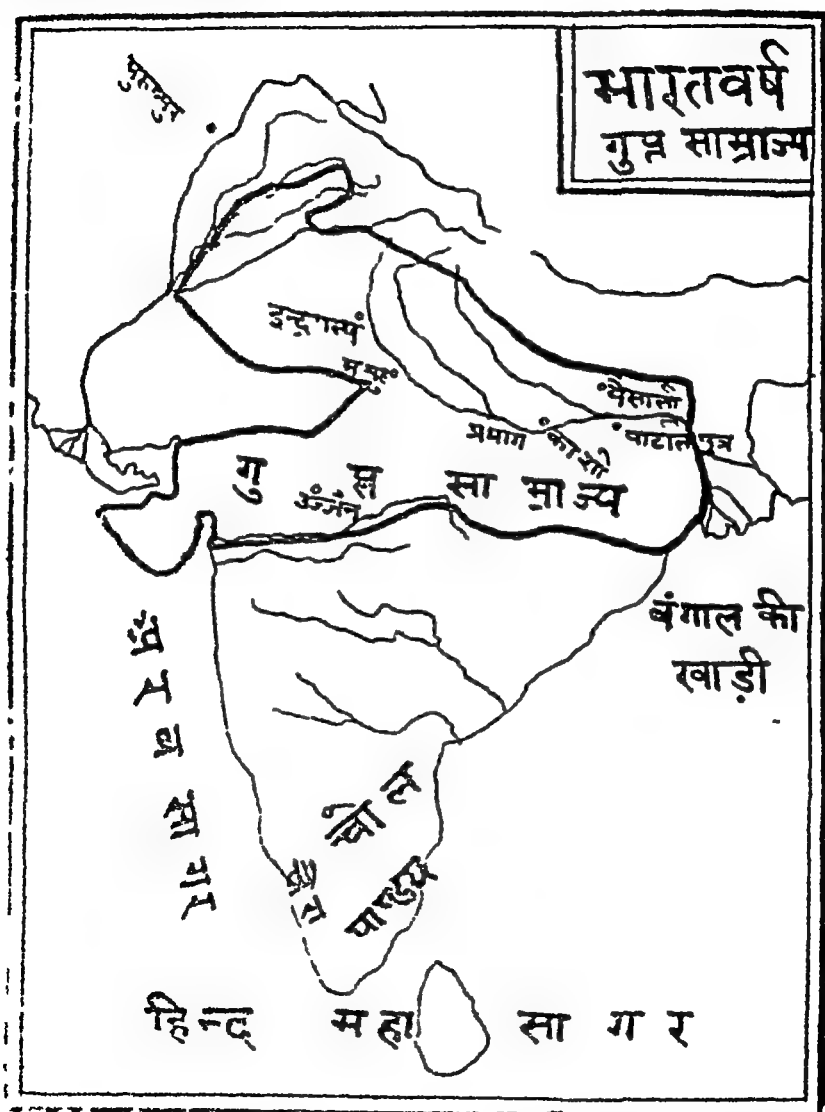 भारतवर्ष
गुप्त साम्राज्य
पुरुषपुर
इन्द्रप्रस्थ
मथुरा
वैसाली
प्रयाग
काशी
पाटलिपुत्र
गुप्त साम्राज्य
उज्जैन
बंगाल की
खाड़ी
अरब सागर
चोल
चेरा
पाण्ड्य
हिन्द महा सागर